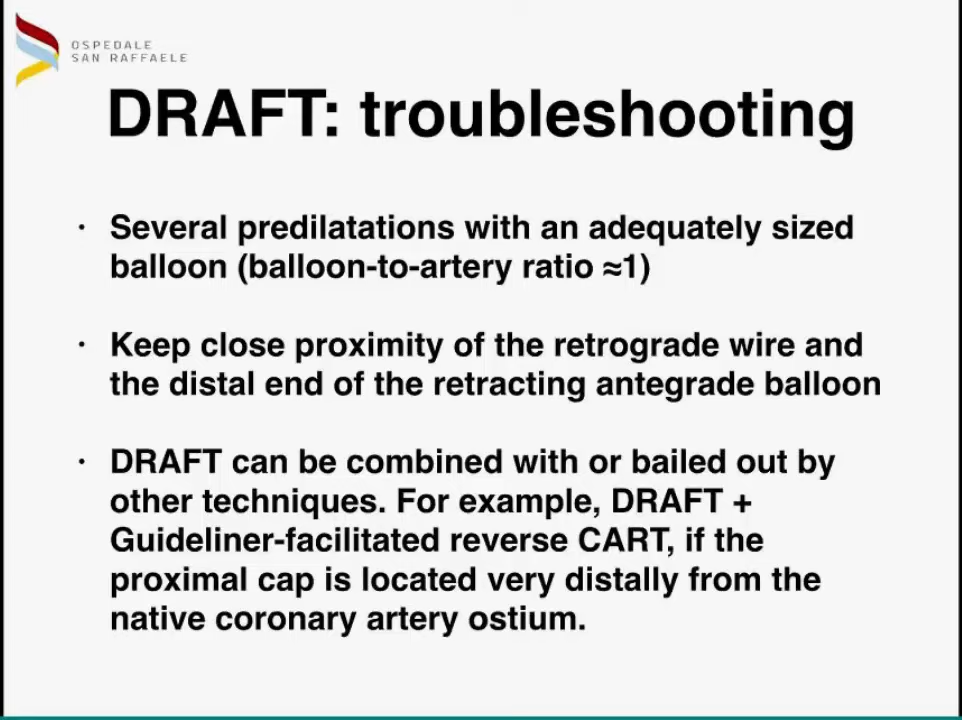 OSPEDALE
SAN RAFFAELE
DRAFT: troubleshooting
· Several predilatations with an adequately sized
balloon (balloon-to-artery ratio ≈1)
· Keep close proximity of the retrograde wire and
the distal end of the retracting antegrade balloon
· DRAFT can be combined with or bailed out by
other techniques. For example, DRAFT +
Guideliner-facilitated reverse CART, if the
proximal cap is located very distally from the
native coronary artery ostium.